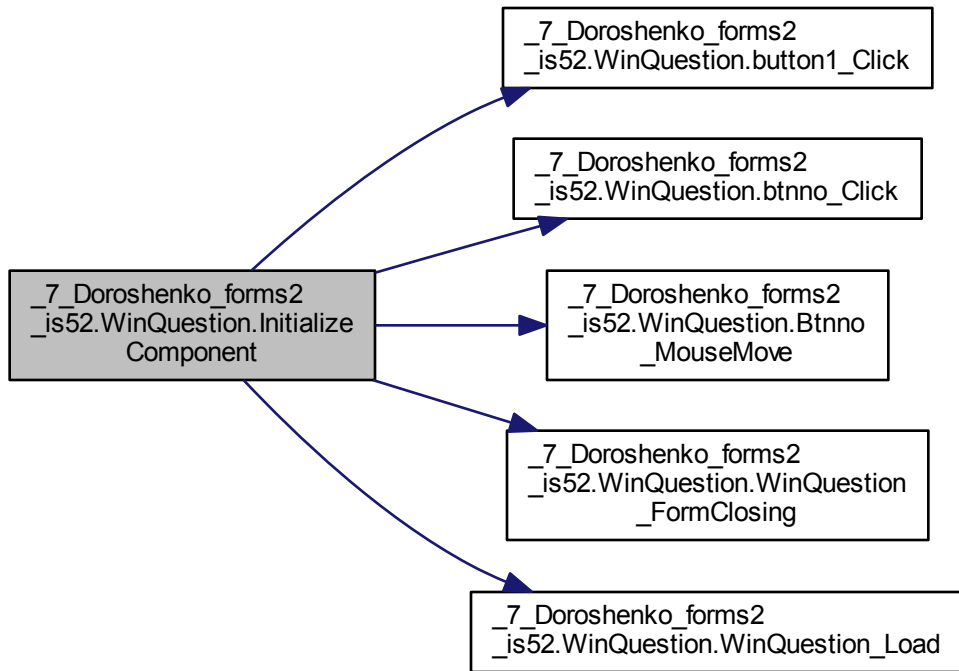 _7_Doroshenko_forms2
_is52.WinQuestion.button1_Click
_7_Doroshenko_forms2
_is52.WinQuestion.btnno_Click
_7_Doroshenko_forms2
_is52.WinQuestion.Initialize
Component
_7_Doroshenko_forms2
_is52.WinQuestion.Btnno
_MouseMove
_7_Doroshenko_forms2
_is52.WinQuestion.WinQuestion
_FormClosing
_7_Doroshenko_forms2
_is52.WinQuestion.WinQuestion_Load